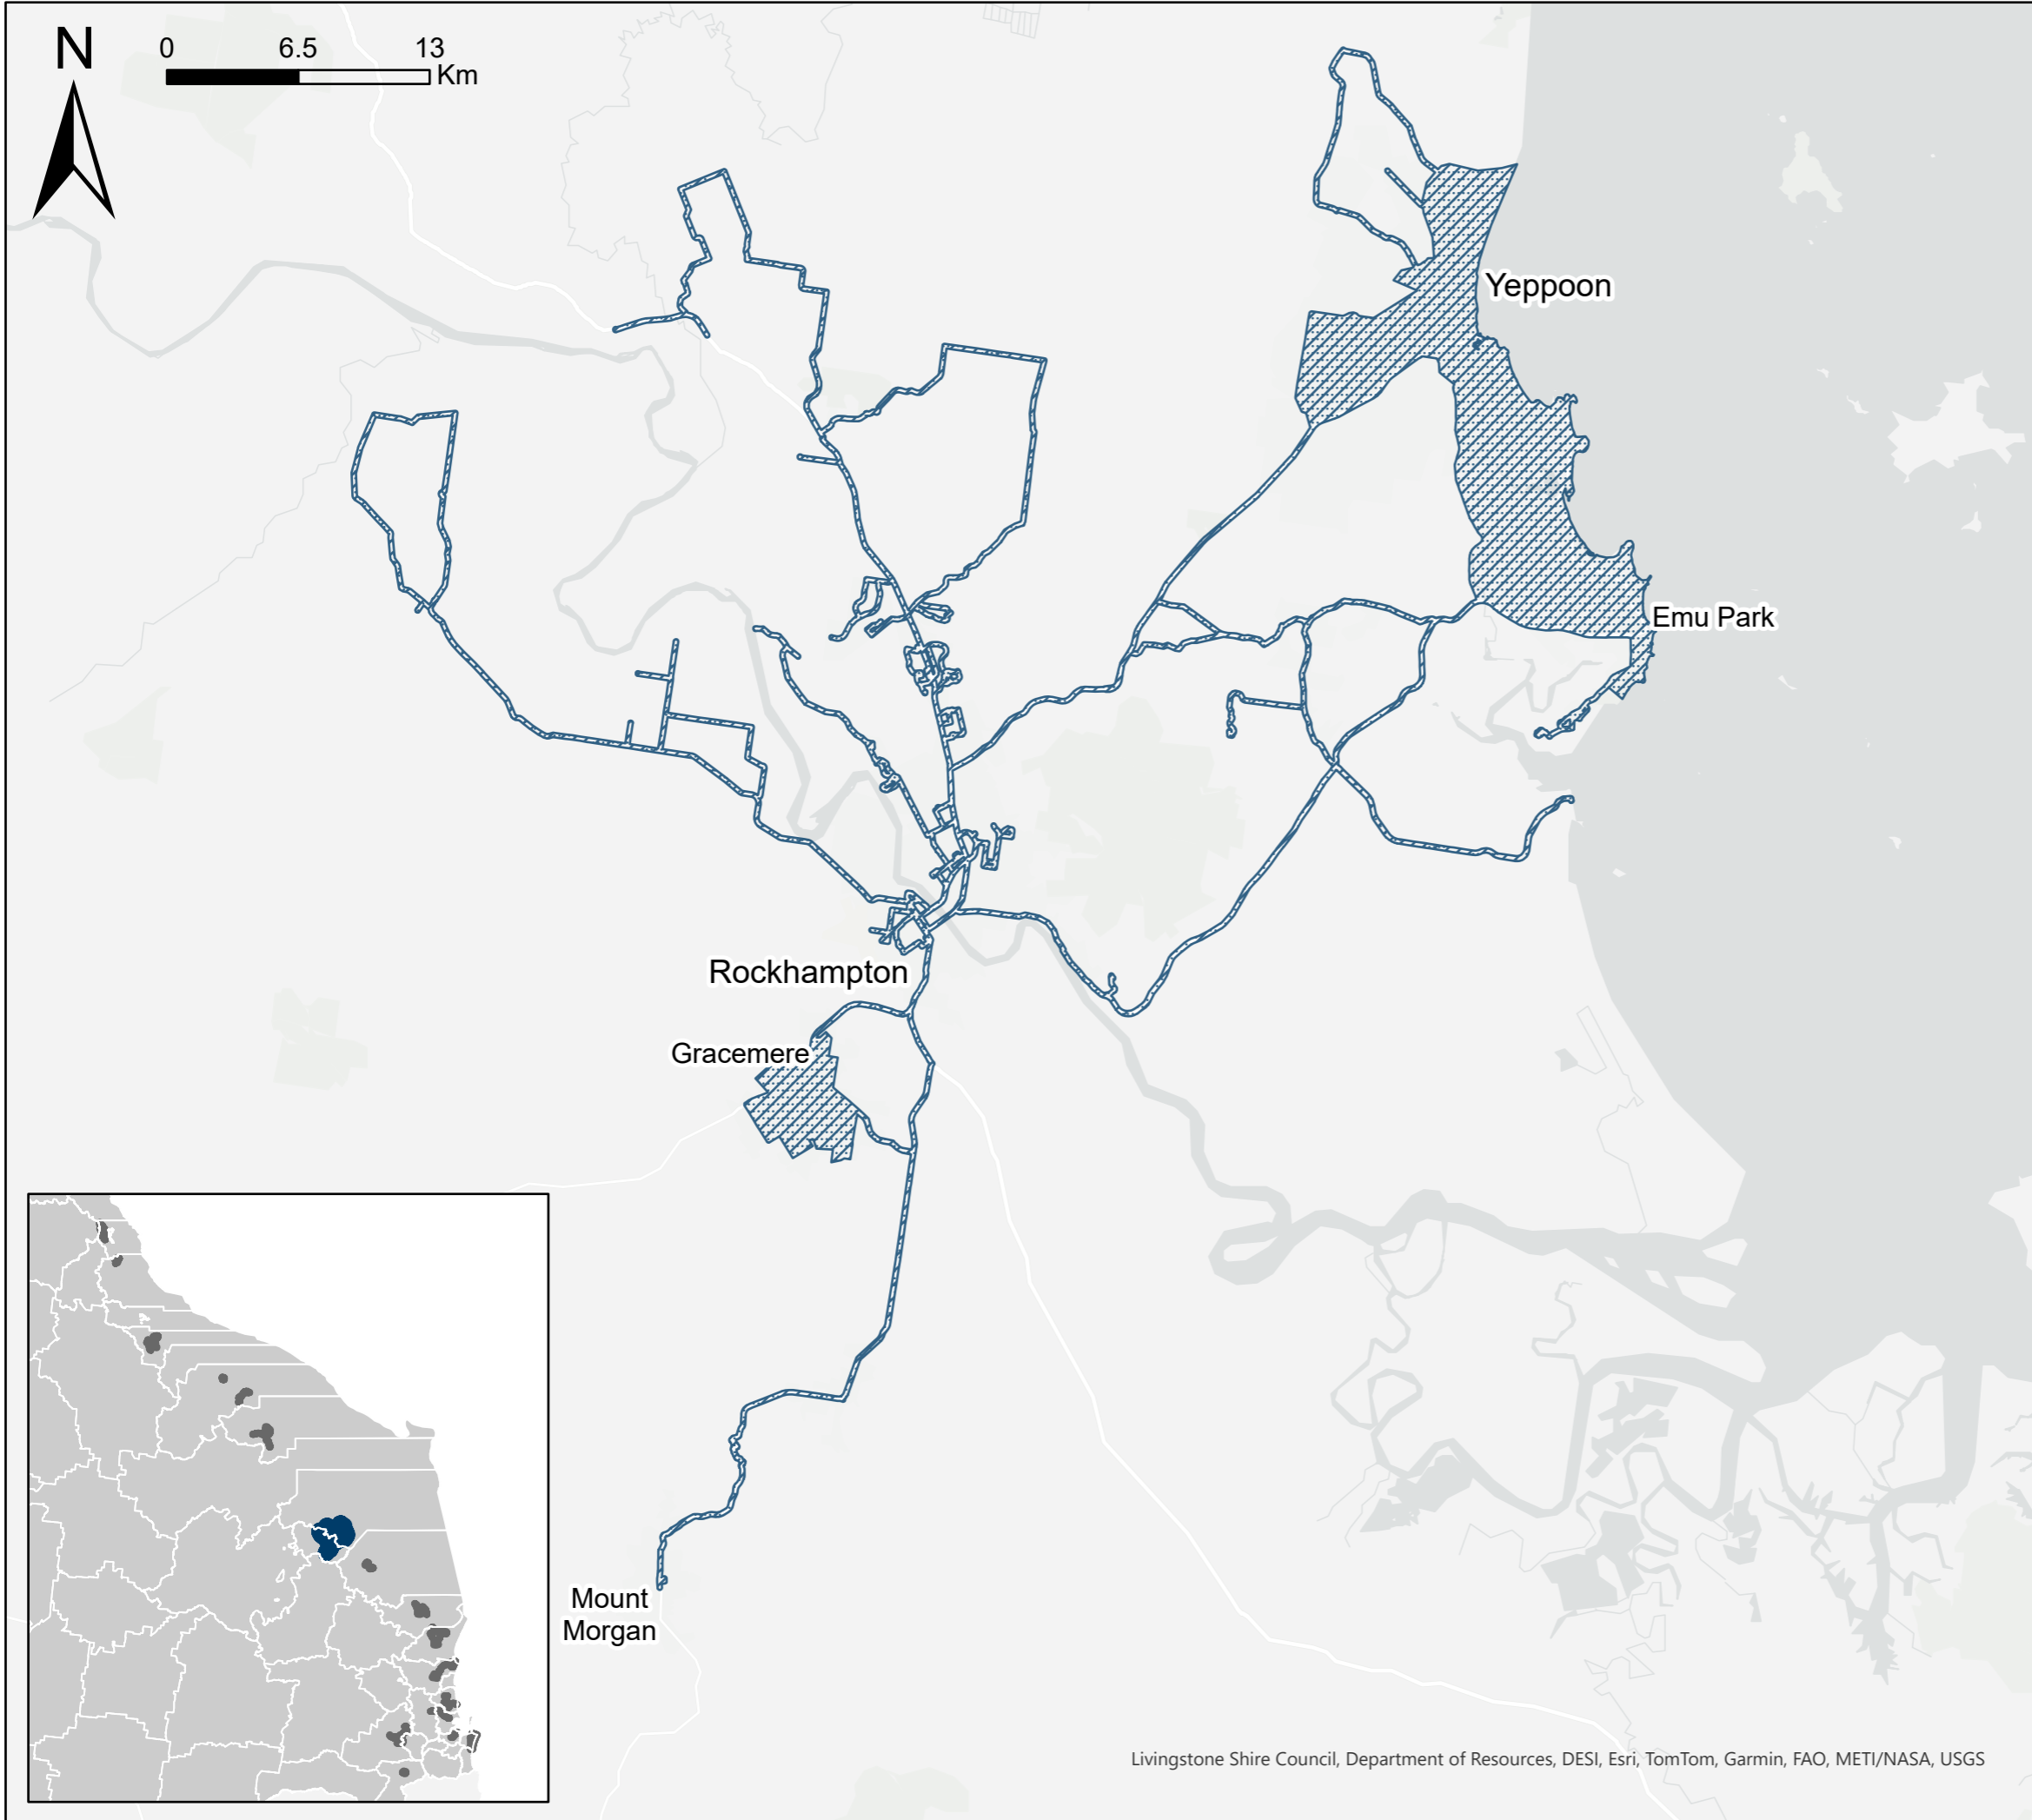 N
0 6.5 13
Km
Yeppoon
Emu Park
Rockhampton
Gracemere
Mount
Morgan
Livingstone Shire Council, Department of Resources, DESI, Esri, TomTom, Garmin, FAO, METI/NASA, USGS